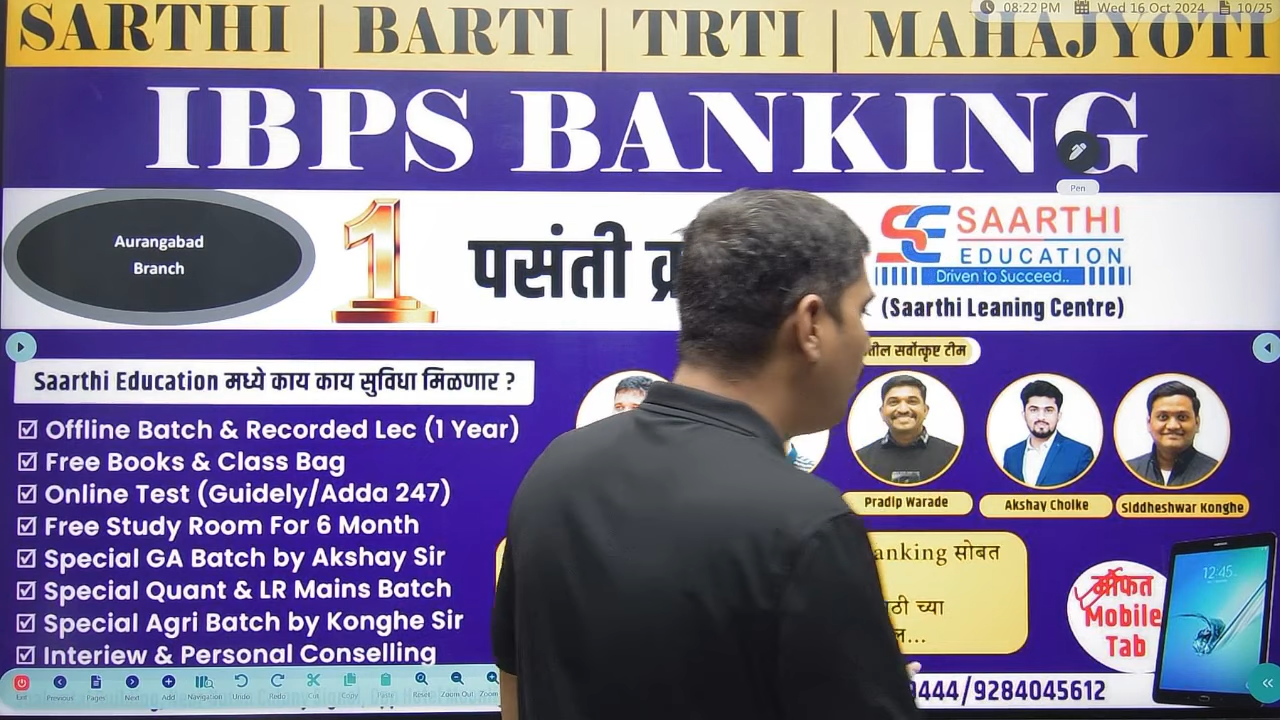 08:22 PM Wed 16 Oct 2024 10/25
SARTHI | BARTI | TRTI | MAHAJYOTI
IBPS BANKING
Pen
Aurangabad
Branch
1
पसंती
SE SAARTHI
EDUCATION
Driven to Succeed..
(Saarthi Leaning Centre)
सर्वोत्कृष्ट टीम
Saarthi Education मध्ये काय काय सुविधा मिळणार ?
Offline Batch & Recorded Lec (1 Year)
Free Books & Class Bag
Online Test (Guidely/Adda 247)
Free Study Room For 6 Month
Special GA Batch by Akshay Sir
Special Quant & LR Mains Batch
Special Agri Batch by Konghe Sir
Interiew & Personal Conselling
Pradip Warade
Akshay Cholke
Siddheshwar Konghe
सोबत
च्या
मोफत
Mobile
Tab
12:45
9444/9284045612
Exit Previous Pages Next Add Navigation Undo Redo Cut Copy Paste Reset Zoom Out Zoom